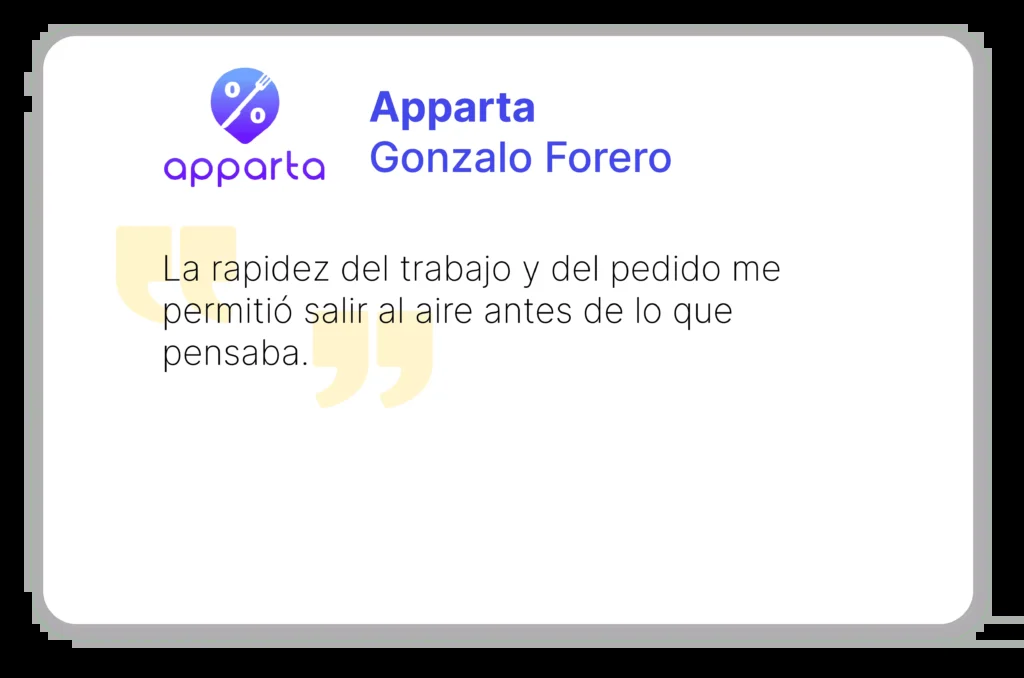 apparta
Apparta
Gonzalo Forero
La rapidez del trabajo y del pedido me
permitió salir al aire antes de lo que
pensaba.